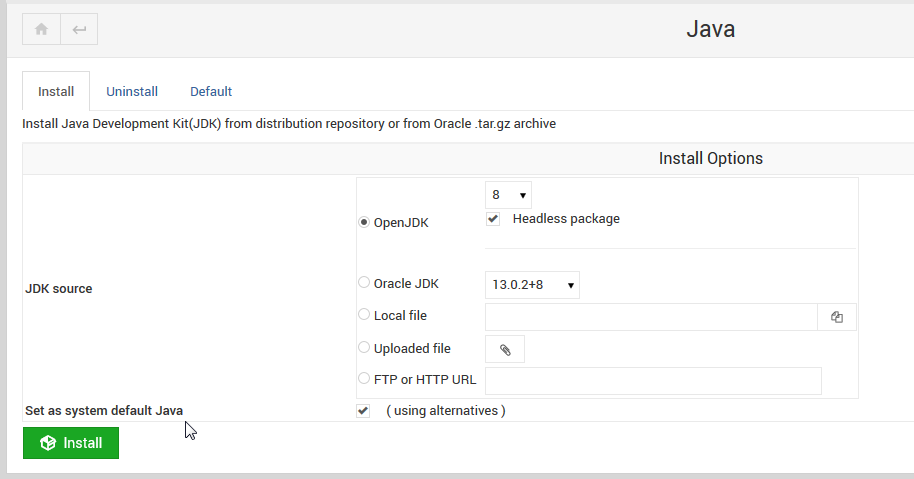 Java
Install Uninstall Default
Install Java Development Kit(JDK) from distribution repository or from Oracle .tar.gz archive
Install Options
JDK source
OpenJDK
8
Headless package
Oracle JDK 13.0.2+8
Local file
Uploaded file
FTP or HTTP URL
Set as system default Java ( using alternatives )
Install